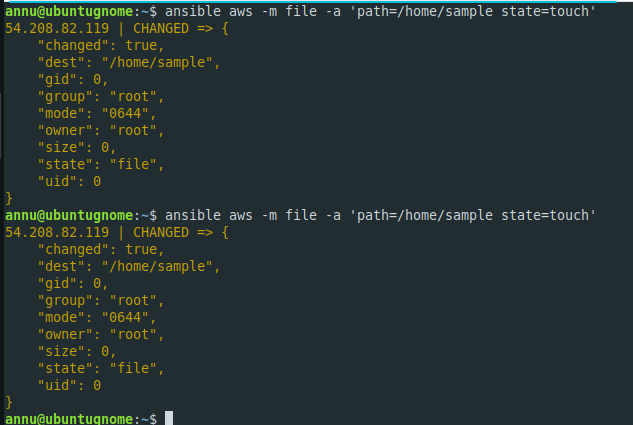 annu@ubuntugnome:~$ ansible aws -m file -a 'path=/home/sample state=touch'
54.208.82.119 | CHANGED => {
    "changed": true,
    "dest": "/home/sample",
    "gid": 0,
    "group": "root",
    "mode": "0644",
    "owner": "root",
    "size": 0,
    "state": "file",
    "uid": 0
}
annu@ubuntugnome:~$ ansible aws -m file -a 'path=/home/sample state=touch'
54.208.82.119 | CHANGED => {
    "changed": true,
    "dest": "/home/sample",
    "gid": 0,
    "group": "root",
    "mode": "0644",
    "owner": "root",
    "size": 0,
    "state": "file",
    "uid": 0
}
annu@ubuntugnome:~$